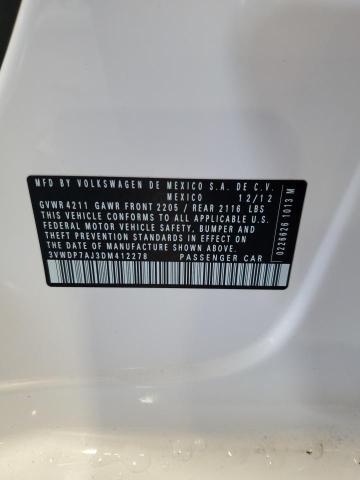 MFD BY VOLKSWAGEN DE MEXICO S.A. DE C.V.
MEXICO 12/12
GVWR 4211 GAWR FRONT 2205 / REAR 2116 LBS
THIS VEHICLE CONFORMS TO ALL APPLICABLE U.S.
FEDERAL MOTOR VEHICLE SAFETY, BUMPER AND
THEFT PREVENTION STANDARDS IN EFFECT ON
THE DATE OF MANUFACTURE SHOWN ABOVE.
3VWDP7AJ3DM412278 PASSENGER CAR
0226626 1013 M